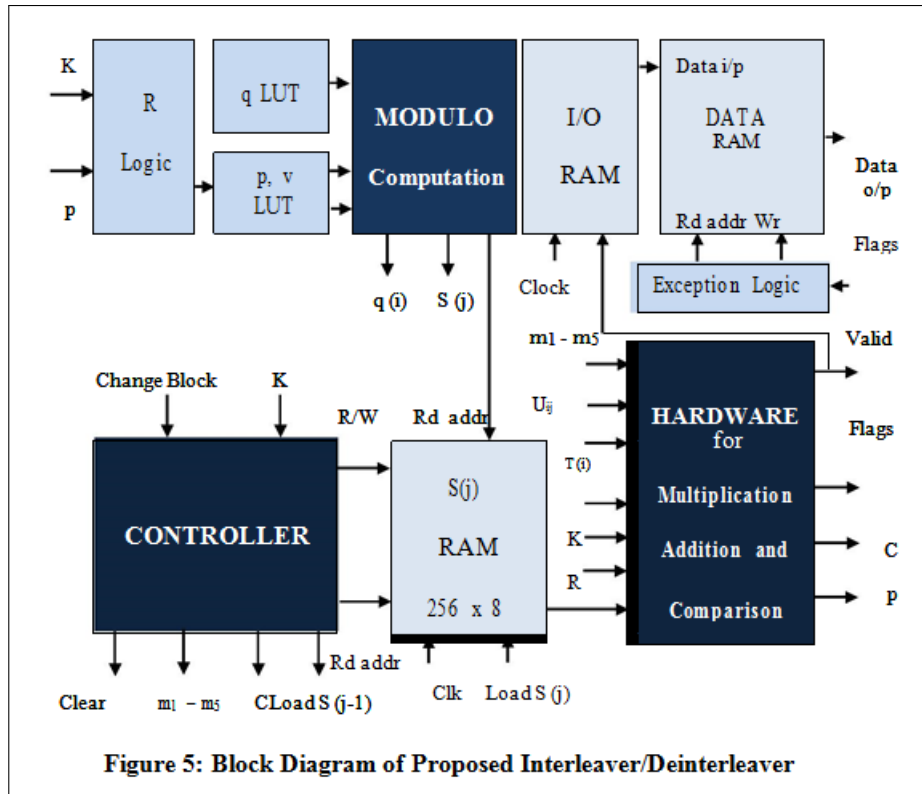 K
R
Logic
p
q LUT
p, v
LUT
MODULO
Computation
q (i)
S (j)
I/O
RAM
Clock
Data i/p
DATA
RAM
Rd addr Wr
Data
o/p
Flags
Exception Logic
Change Block
K
R/W
Rd addr
CONTROLLER
Clear
m1 – m5
CLoad S (j-1)
Rd addr
S(j)
RAM
256 x 8
Clk
Load S (j)
m1 - m5
Uij
T(i)
K
R
HARDWARE
for
Multiplication
Addition and
Comparison
Valid
Flags
C
p
Figure 5: Block Diagram of Proposed Interleaver/Deinterleaver